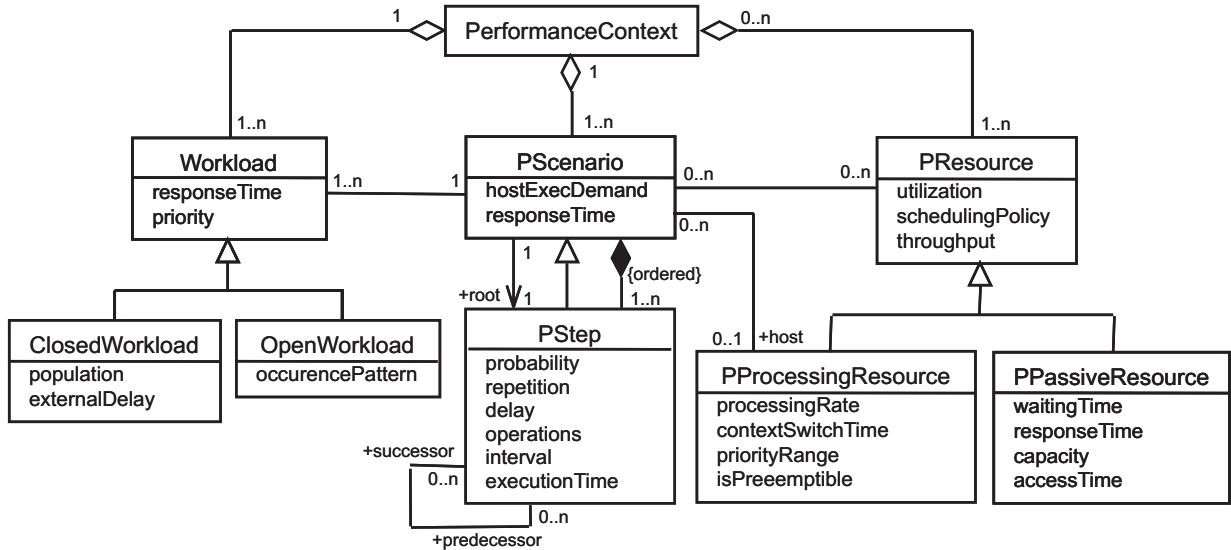 PerformanceContext
1
0..n
1
1..n
1..n
1..n
Workload
responseTime
priority
1..n
1
PScenario
hostExecDemand
responseTime
0..n
0..n
0..n
PResource
utilization
schedulingPolicy
throughput
1
{ordered}
+root
1
1..n
ClosedWorkload
population
externalDelay
OpenWorkload
occurencePattern
PStep
probability
repetition
delay
operations
interval
executionTime
0..1
+host
PProcessingResource
processingRate
contextSwitchTime
priorityRange
isPreeemptible
PPassiveResource
waitingTime
responseTime
capacity
accessTime
+successor
0..n
0..n
+predecessor